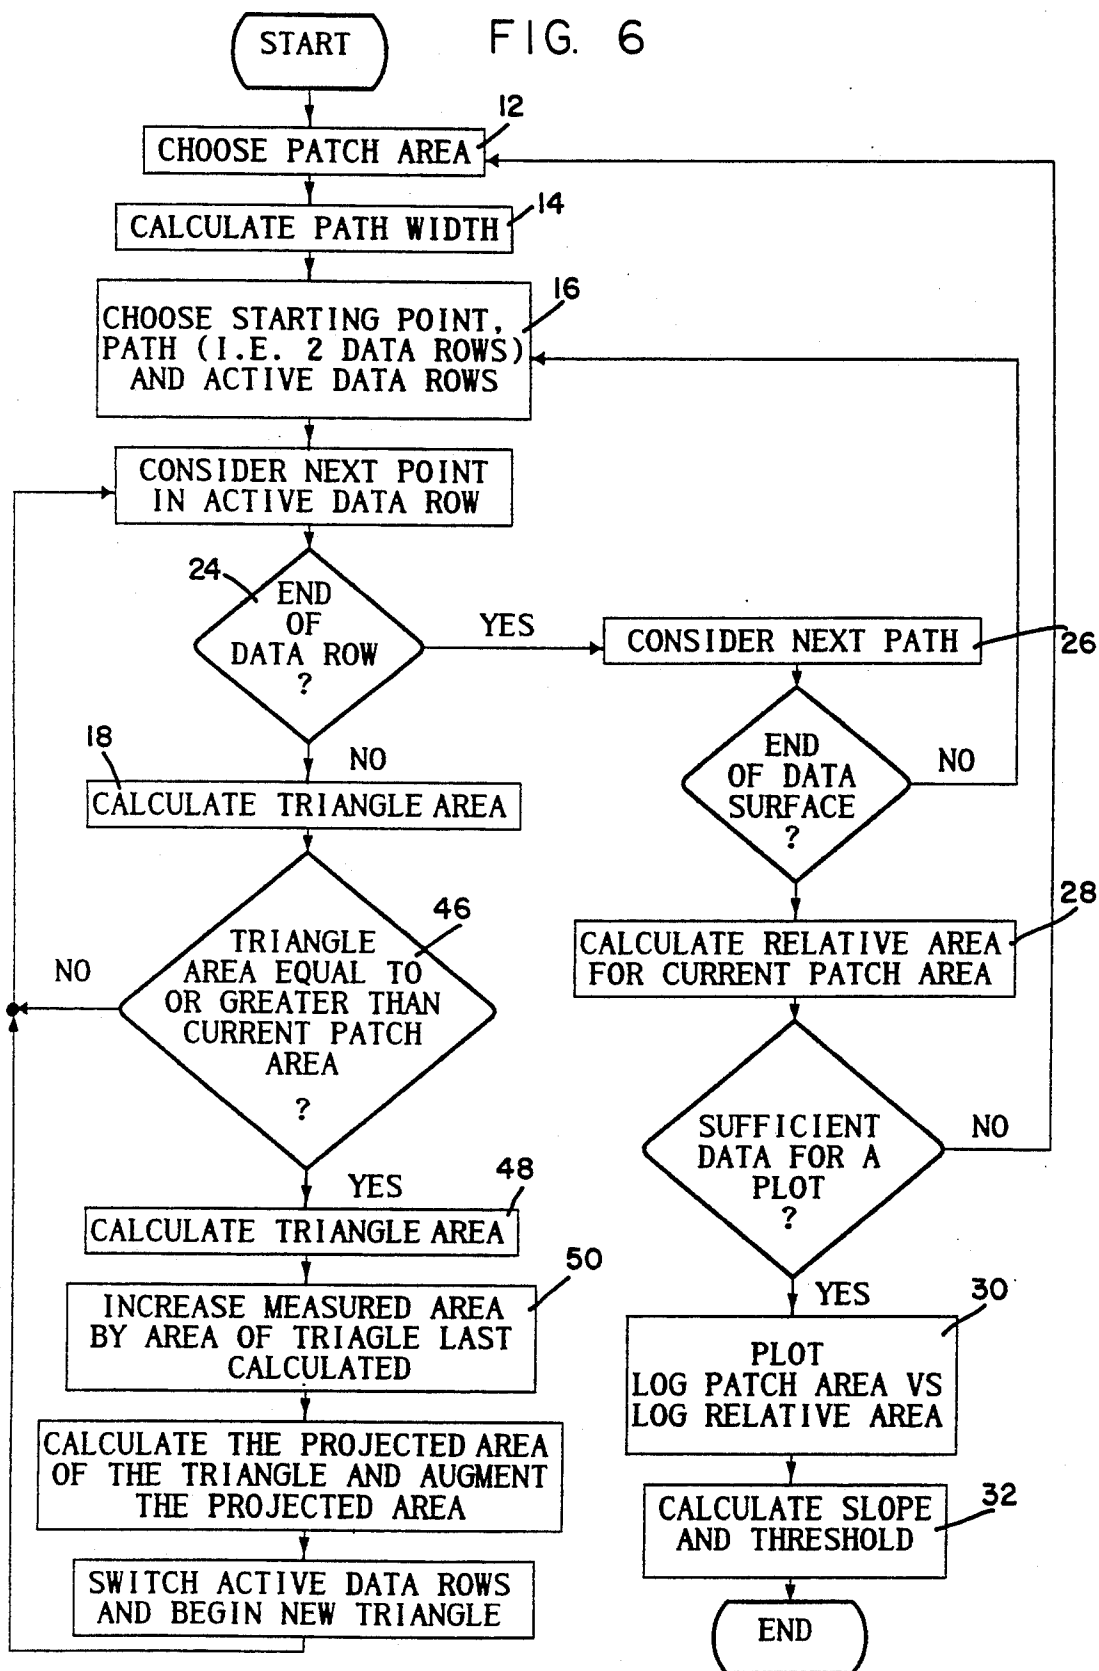 FIG. 6
START
12
CHOOSE PATCH AREA
14
CALCULATE PATH WIDTH
16
CHOOSE STARTING POINT,
PATH (I.E. 2 DATA ROWS)
AND ACTIVE DATA ROWS
CONSIDER NEXT POINT
IN ACTIVE DATA ROW
24
END
OF
DATA ROW
?
YES
NO
18
CALCULATE TRIANGLE AREA
46
TRIANGLE
AREA EQUAL TO
OR GREATER THAN
CURRENT PATCH
AREA
?
NO
YES
48
CALCULATE TRIANGLE AREA
50
INCREASE MEASURED AREA
BY AREA OF TRIAGLE LAST
CALCULATED
CALCULATE THE PROJECTED AREA
OF THE TRIANGLE AND AUGMENT
THE PROJECTED AREA
SWITCH ACTIVE DATA ROWS
AND BEGIN NEW TRIANGLE
CONSIDER NEXT PATH
26
END
OF DATA
SURFACE
?
NO
28
CALCULATE RELATIVE AREA
FOR CURRENT PATCH AREA
SUFFICIENT
DATA FOR A
PLOT
?
NO
YES
30
PLOT
LOG PATCH AREA VS
LOG RELATIVE AREA
32
CALCULATE SLOPE
AND THRESHOLD
END